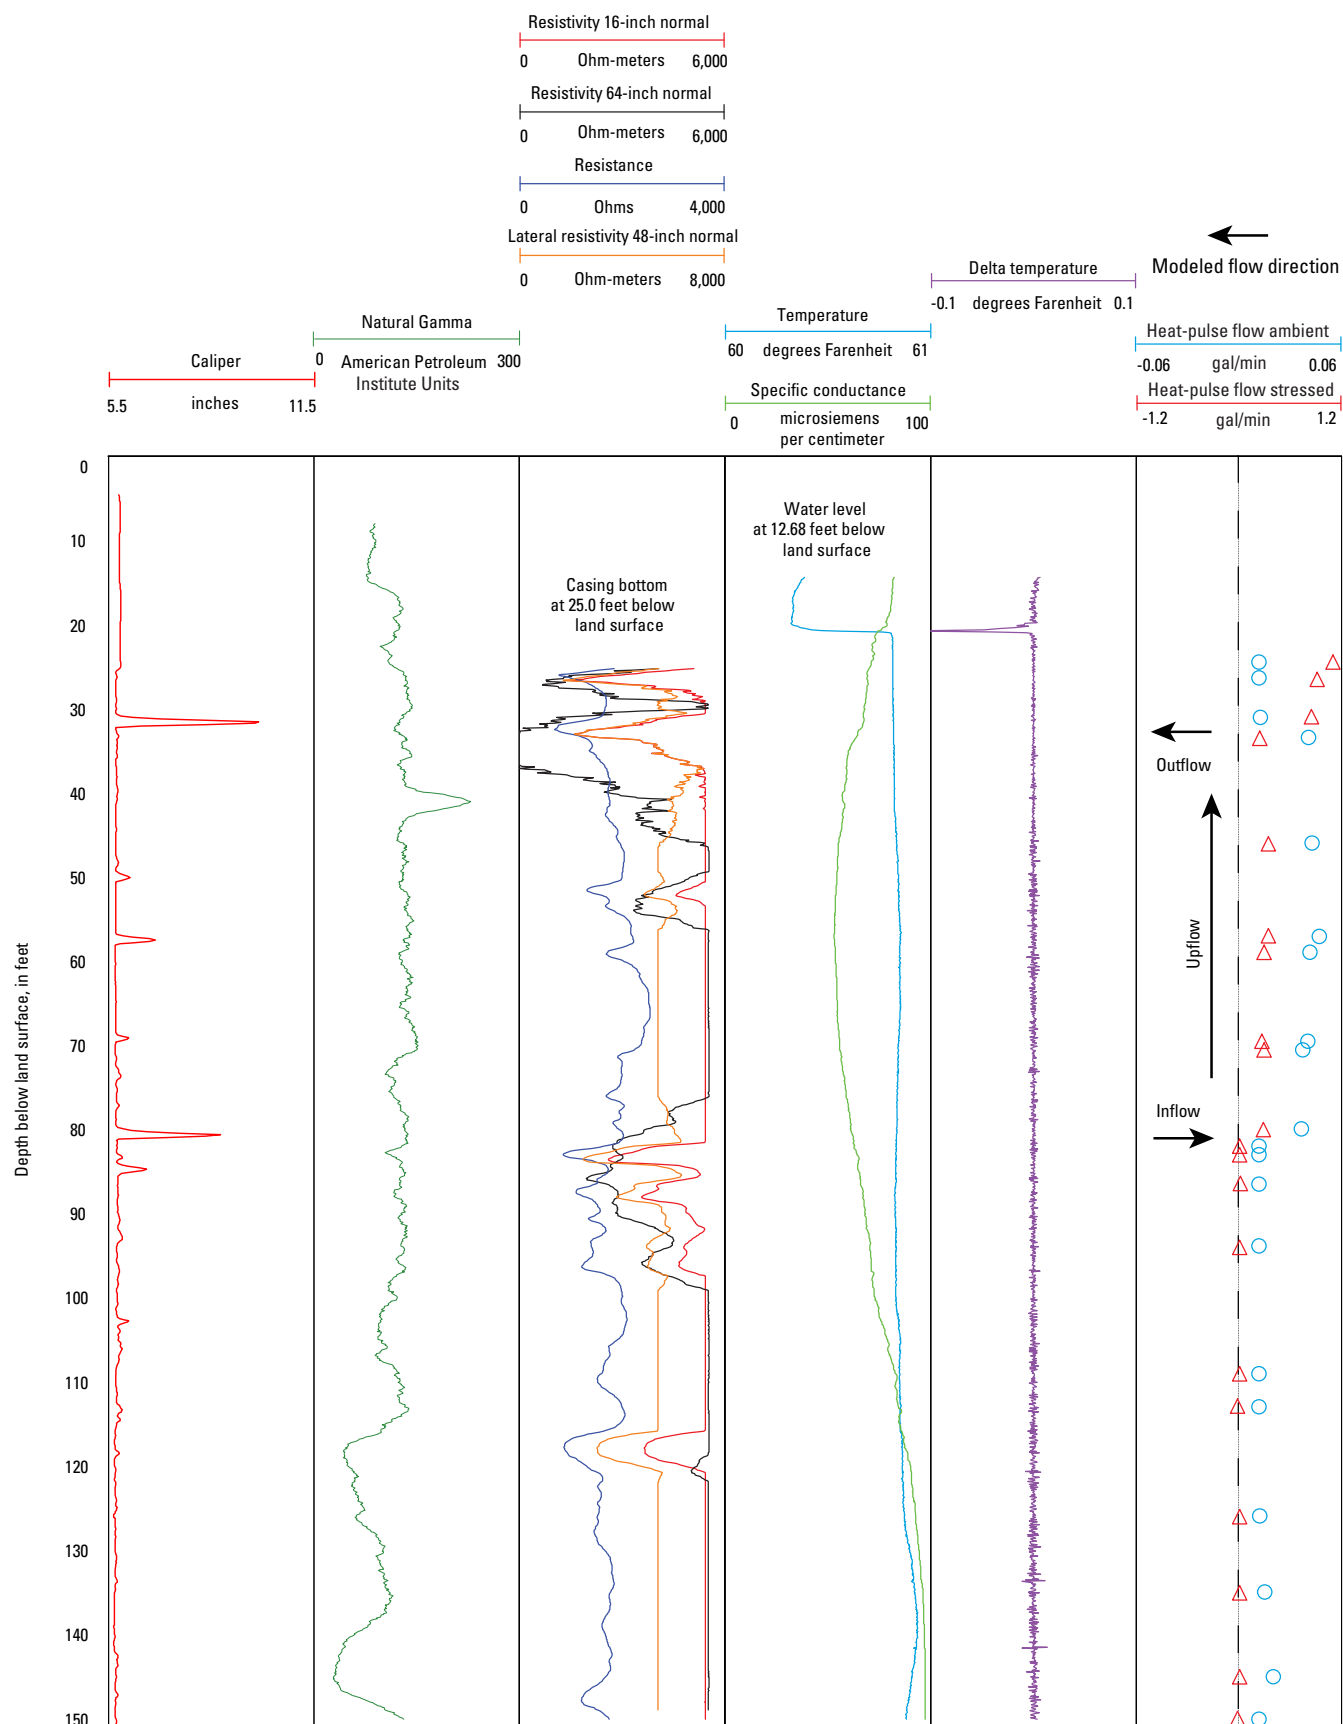 Resistivity 16-inch normal
0 Ohm-meters 6,000
Resistivity 64-inch normal
0 Ohm-meters 6,000
Resistance
0 Ohms 4,000
Lateral resistivity 48-inch normal
0 Ohm-meters 8,000
Modeled flow direction
Delta temperature
-0.1 degrees Farenheit 0.1
Natural Gamma
0 American Petroleum 300
Institute Units
Temperature
60 degrees Farenheit 61
Heat-pulse flow ambient
-0.06 gal/min 0.06
Caliper
5.5 inches 11.5
Specific conductance
0 microsiemens 100
per centimeter
Heat-pulse flow stressed
-1.2 gal/min 1.2
Depth below land surface, in feet
0
10
20
30
40
50
60
70
80
90
100
110
120
130
140
150
Casing bottom
at 25.0 feet below
land surface
Water level
at 12.68 feet below
land surface
Outflow
Upflow
Inflow